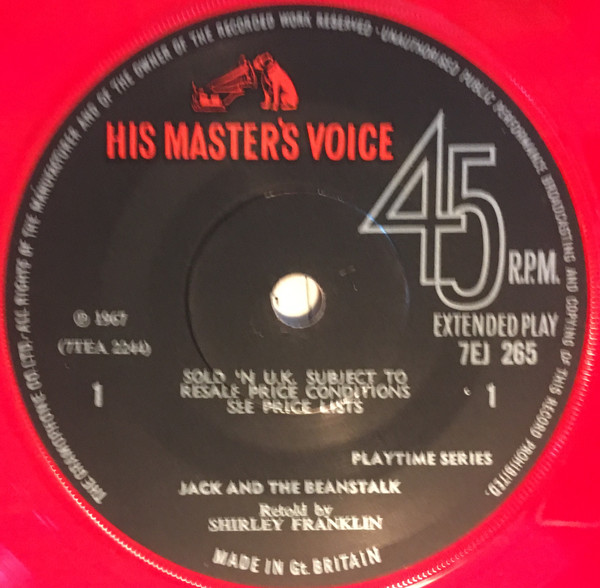 THE GRAMOPHONE CO. LTD. ALL RIGHTS OF THE MANUFACTURER AND OF THE OWNER OF THE RECORDED WORK RESERVED · UNAUTHORISED PUBLIC PERFORMANCE BROADCASTING AND COPYING OF THIS RECORD PROHIBITED.
HIS MASTER'S VOICE
45
R.P.M.
EXTENDED PLAY
7EJ 265
© 1967
(7TEA 2244)
1
1
SOLD 'N U.K. SUBJECT TO
RESALE PRICE CONDITIONS
SEE PRICE LISTS
PLAYTIME SERIES
JACK AND THE BEANSTALK
Retold by
SHIRLEY FRANKLIN
MADE IN Gt. BRITAIN